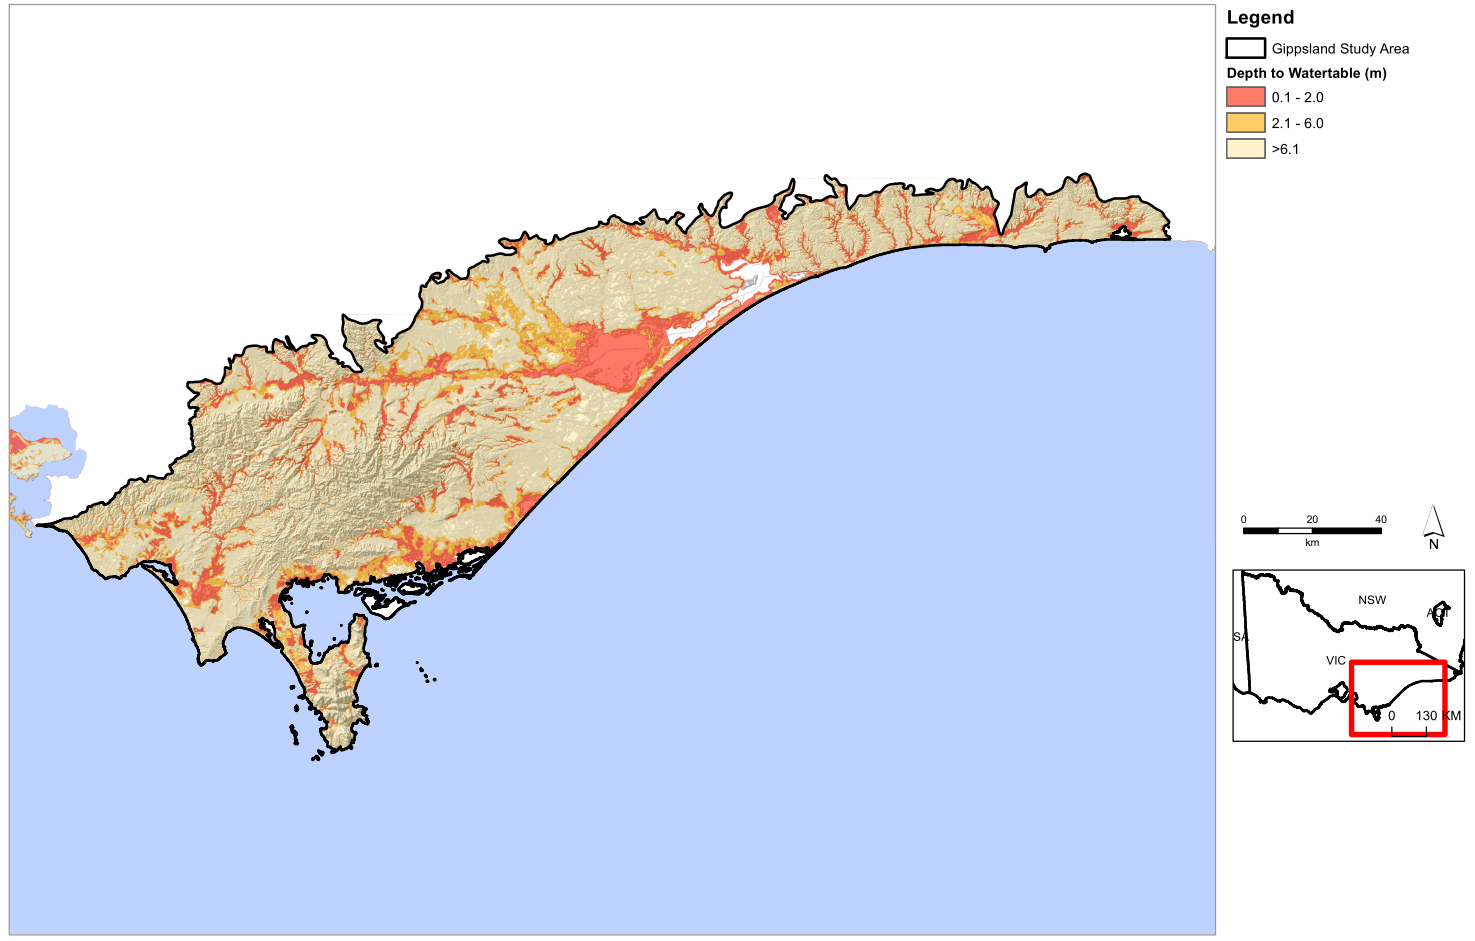 Legend
Gippsland Study Area
Depth to Watertable (m)
0.1 - 2.0
2.1 - 6.0
>6.1
0 20 40
km
N
NSW
ACT
SA
VIC
0 130 KM